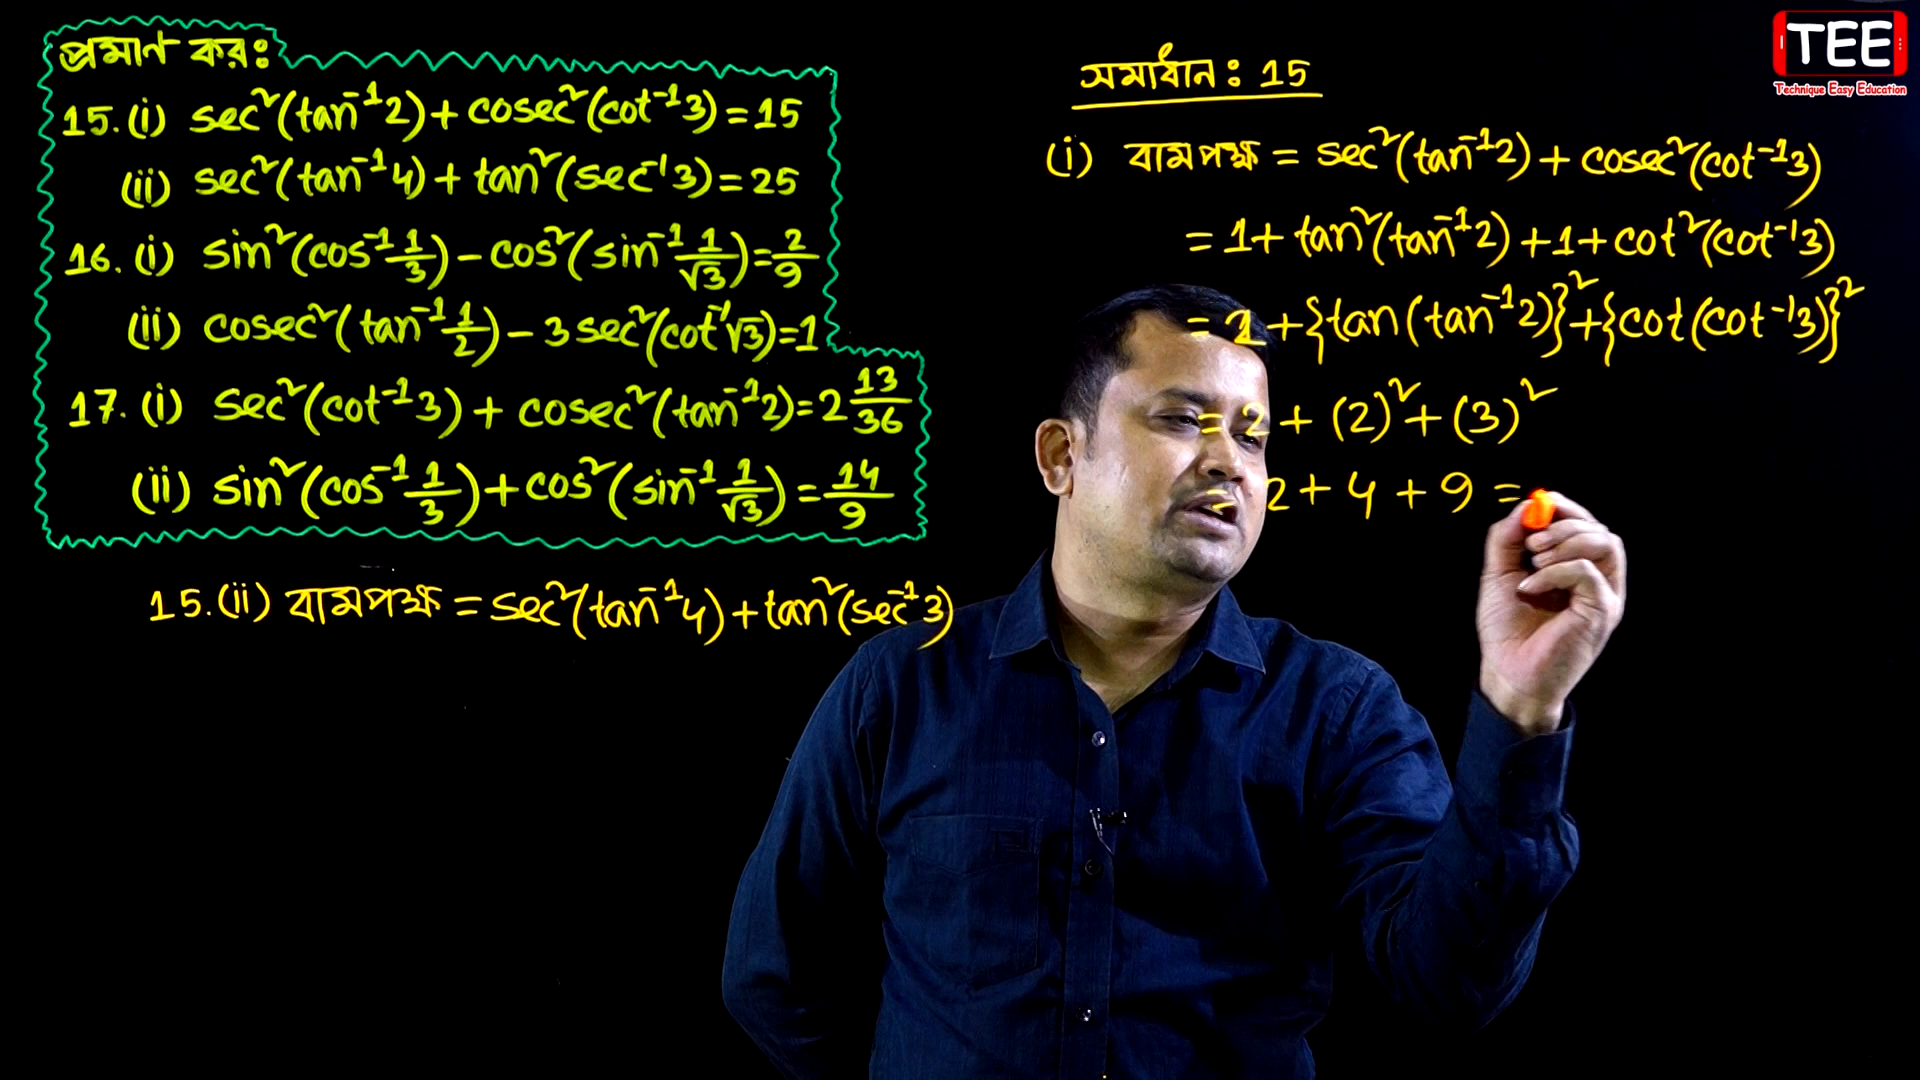 প্রমাণ কর:
15. (i) sec²(tan⁻¹2) + cosec²(cot⁻¹3) = 15
(ii) sec²(tan⁻¹4) + tan²(sec⁻¹3) = 25
16. (i) sin²(cos⁻¹ 1/3) − cos²(sin⁻¹ 1/√3) = 2/9
(ii) cosec²(tan⁻¹ 1/2) − 3 sec²(cot⁻¹√3) = 1
17. (i) sec²(cot⁻¹3) + cosec²(tan⁻¹2) = 2 13/36
(ii) sin²(cos⁻¹ 1/3) + cos²(sin⁻¹ 1/√3) = 14/9
15. (ii) বামপক্ষ = sec²(tan⁻¹4) + tan²(sec⁻¹3)
সমাধান: 15
(i) বামপক্ষ = sec²(tan⁻¹2) + cosec²(cot⁻¹3)
= 1 + tan²(tan⁻¹2) + 1 + cot²(cot⁻¹3)
= 2 + {tan(tan⁻¹2)}² + {cot(cot⁻¹3)}²
= 2 + (2)² + (3)²
= 2 + 4 + 9 =
TEE
Technique Easy Education